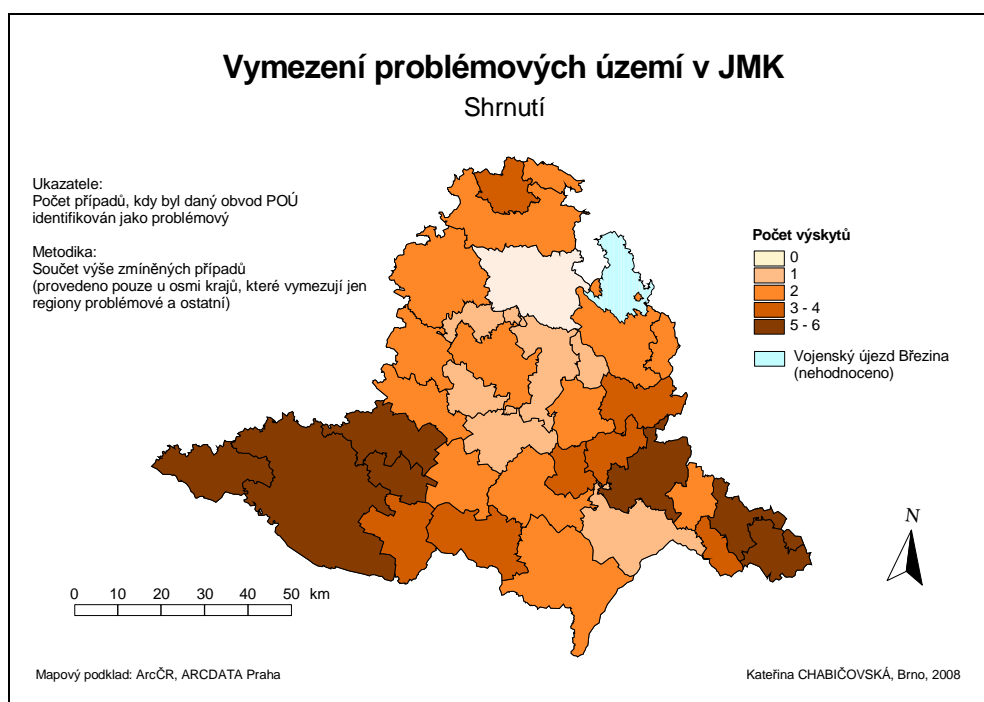 Vymezení problémových území v JMK
Shrnutí
Ukazatele:
Počet případů, kdy byl daný obvod POÚ
identifikován jako problémový
Metodika:
Součet výše zmíněných případů
(provedeno pouze u osmi krajů, které vymezují jen
regiony problémové a ostatní)
Počet výskytů
0
1
2
3 - 4
5 - 6
Vojenský újezd Březina
(nehodnoceno)
N
0 10 20 30 40 50 km
Mapový podklad: ArcČR, ARCDATA Praha
Kateřina CHABIČOVSKÁ, Brno, 2008